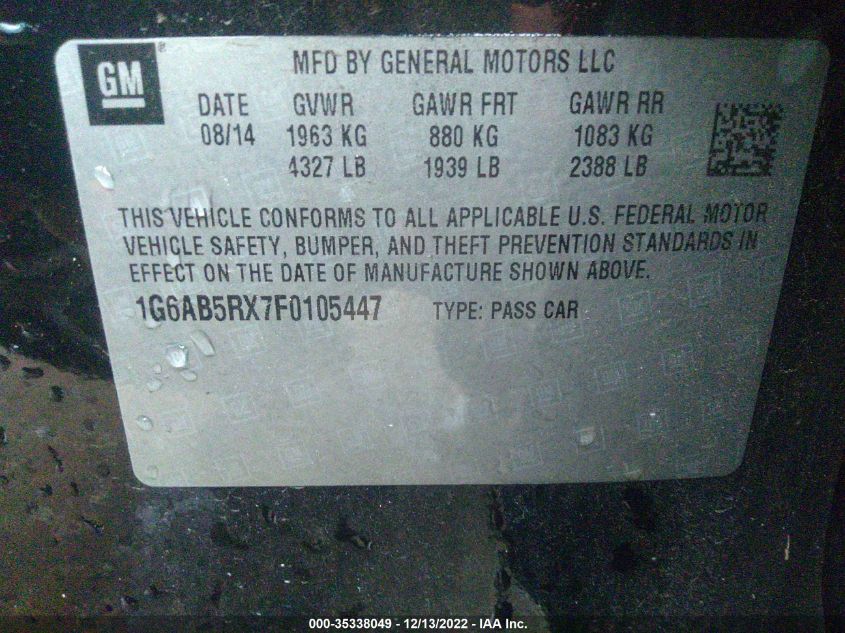 GM ®
MFD BY GENERAL MOTORS LLC
DATE GVWR GAWR FRT GAWR RR
08/14 1963 KG 880 KG 1083 KG
4327 LB 1939 LB 2388 LB
THIS VEHICLE CONFORMS TO ALL APPLICABLE U.S. FEDERAL MOTOR
VEHICLE SAFETY, BUMPER, AND THEFT PREVENTION STANDARDS IN
EFFECT ON THE DATE OF MANUFACTURE SHOWN ABOVE.
1G6AB5RX7F0105447 TYPE: PASS CAR
000-35338049 - 12/13/2022 - IAA Inc.